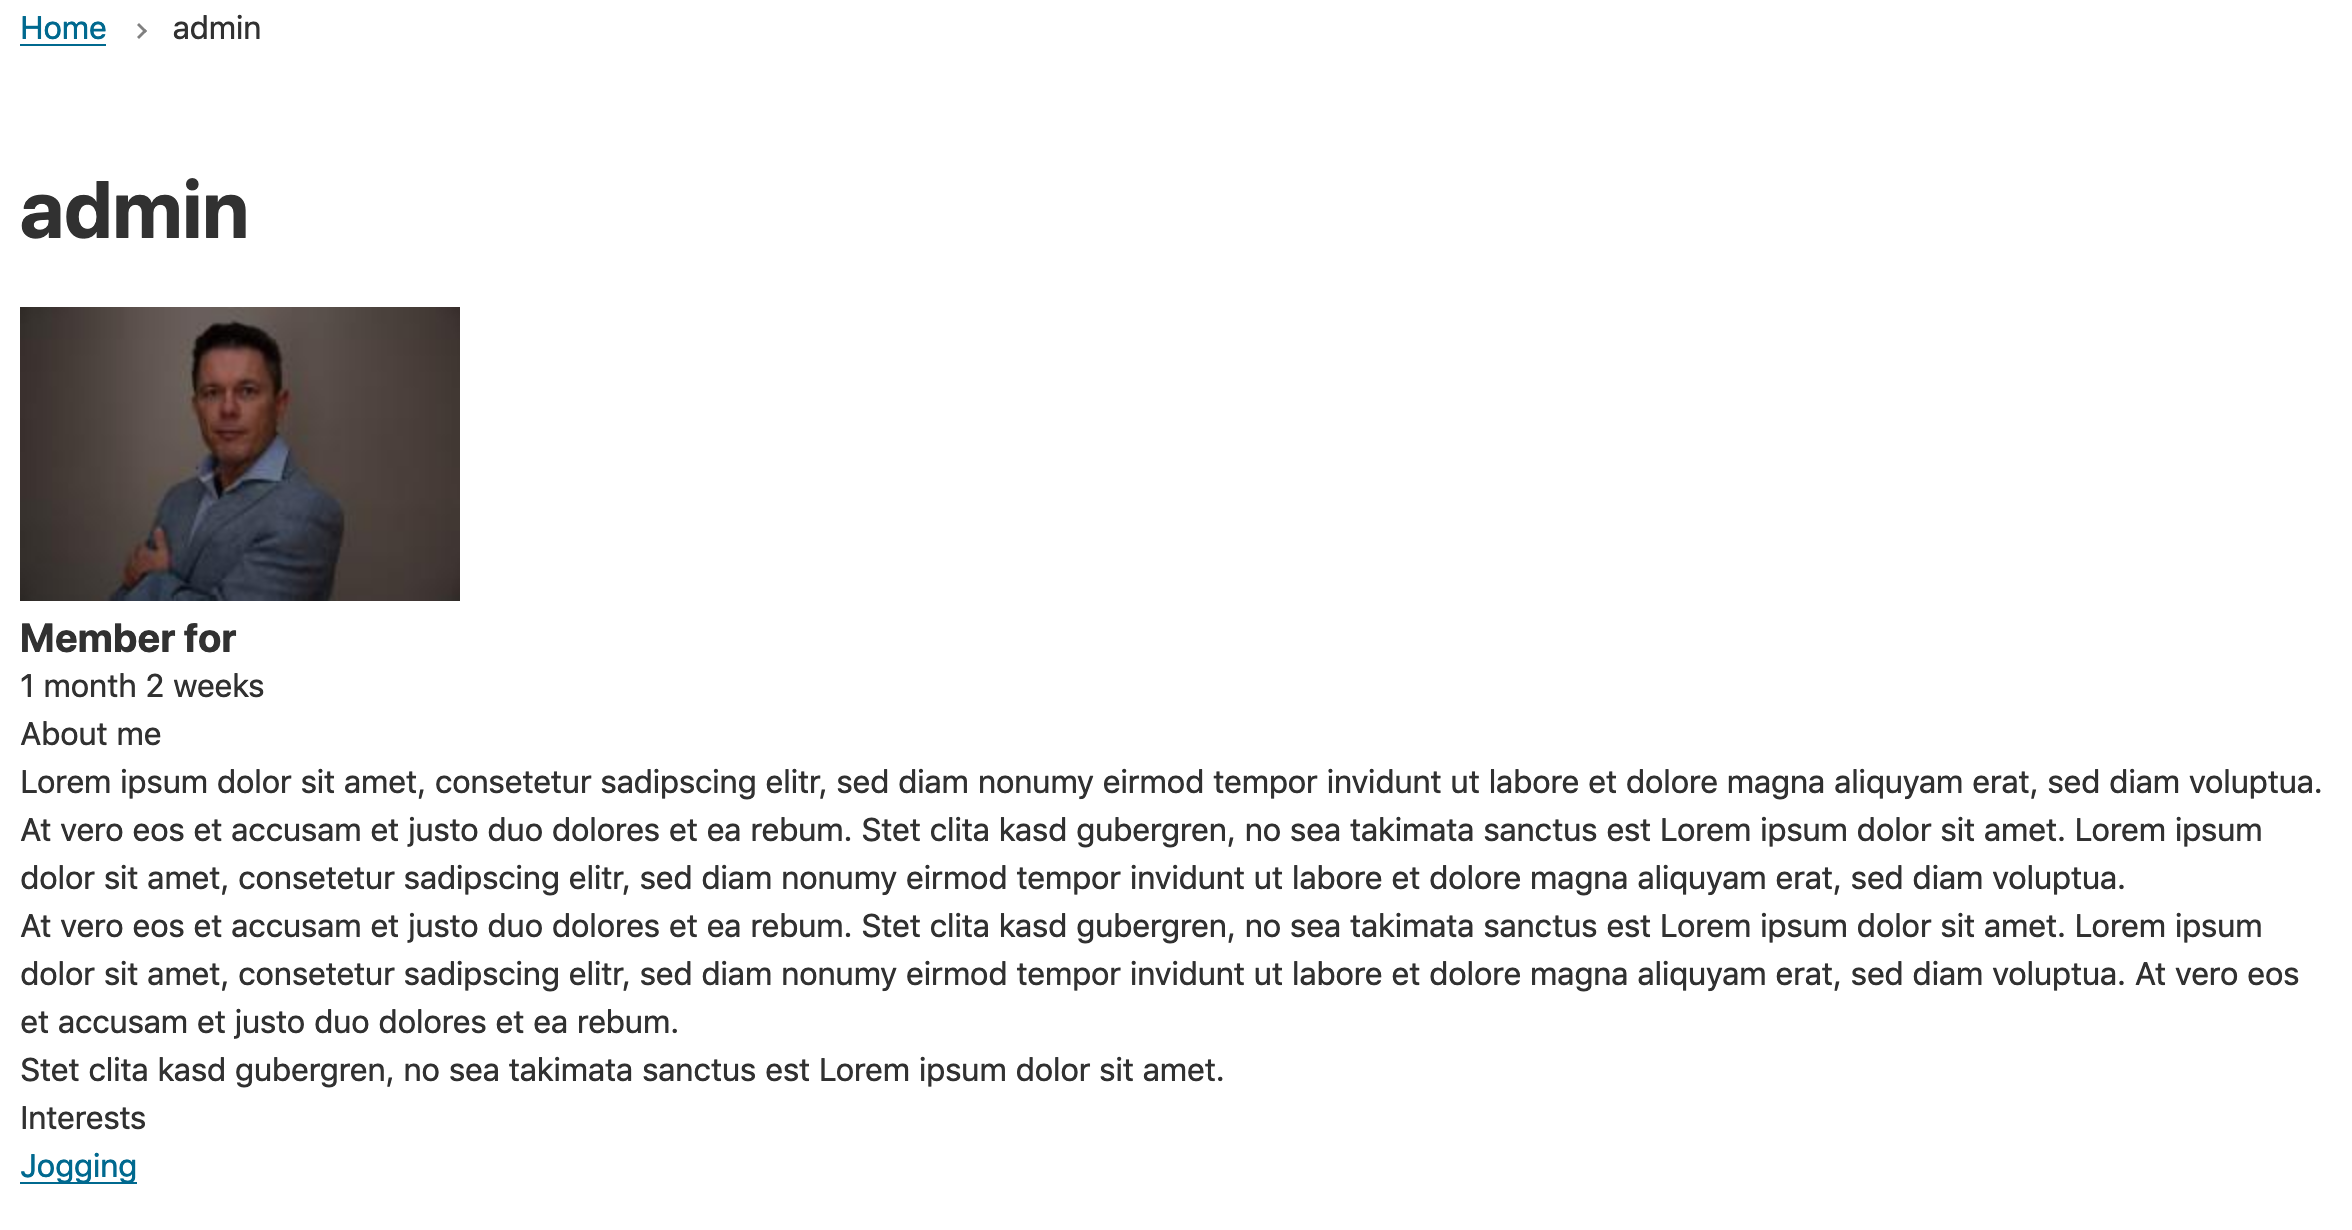 Home > admin
admin
Member for
1 month 2 weeks
About me
Lorem ipsum dolor sit amet, consetetur sadipscing elitr, sed diam nonumy eirmod tempor invidunt ut labore et dolore magna aliquyam erat, sed diam voluptua.
At vero eos et accusam et justo duo dolores et ea rebum. Stet clita kasd gubergren, no sea takimata sanctus est Lorem ipsum dolor sit amet. Lorem ipsum
dolor sit amet, consetetur sadipscing elitr, sed diam nonumy eirmod tempor invidunt ut labore et dolore magna aliquyam erat, sed diam voluptua.
At vero eos et accusam et justo duo dolores et ea rebum. Stet clita kasd gubergren, no sea takimata sanctus est Lorem ipsum dolor sit amet. Lorem ipsum
dolor sit amet, consetetur sadipscing elitr, sed diam nonumy eirmod tempor invidunt ut labore et dolore magna aliquyam erat, sed diam voluptua. At vero eos
et accusam et justo duo dolores et ea rebum.
Stet clita kasd gubergren, no sea takimata sanctus est Lorem ipsum dolor sit amet.
Interests
Jogging